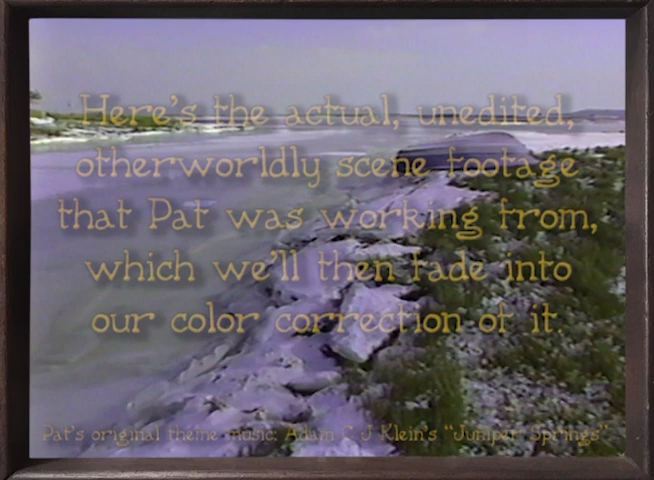 Here's the actual, unedited,
otherworldly scene footage
that Pat was working from,
which we'll then fade into
our color correction of it.
Pat's original theme music: Adam C J Klein's "Juniper Springs"